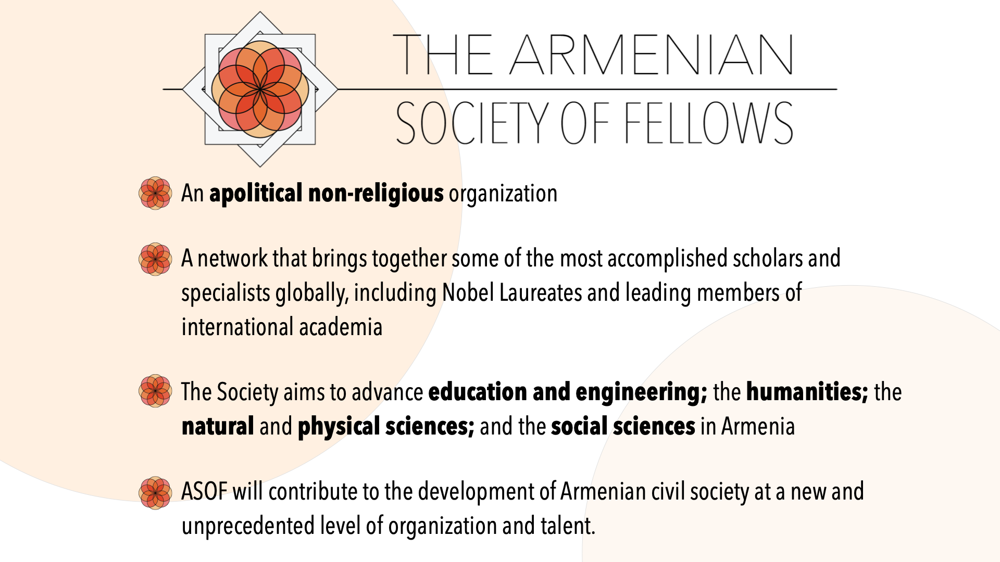 THE ARMENIAN
SOCIETY OF FELLOWS
An apolitical non-religious organization
A network that brings together some of the most accomplished scholars and
specialists globally, including Nobel Laureates and leading members of
international academia
The Society aims to advance education and engineering; the humanities; the
natural and physical sciences; and the social sciences in Armenia
ASOF will contribute to the development of Armenian civil society at a new and
unprecedented level of organization and talent.